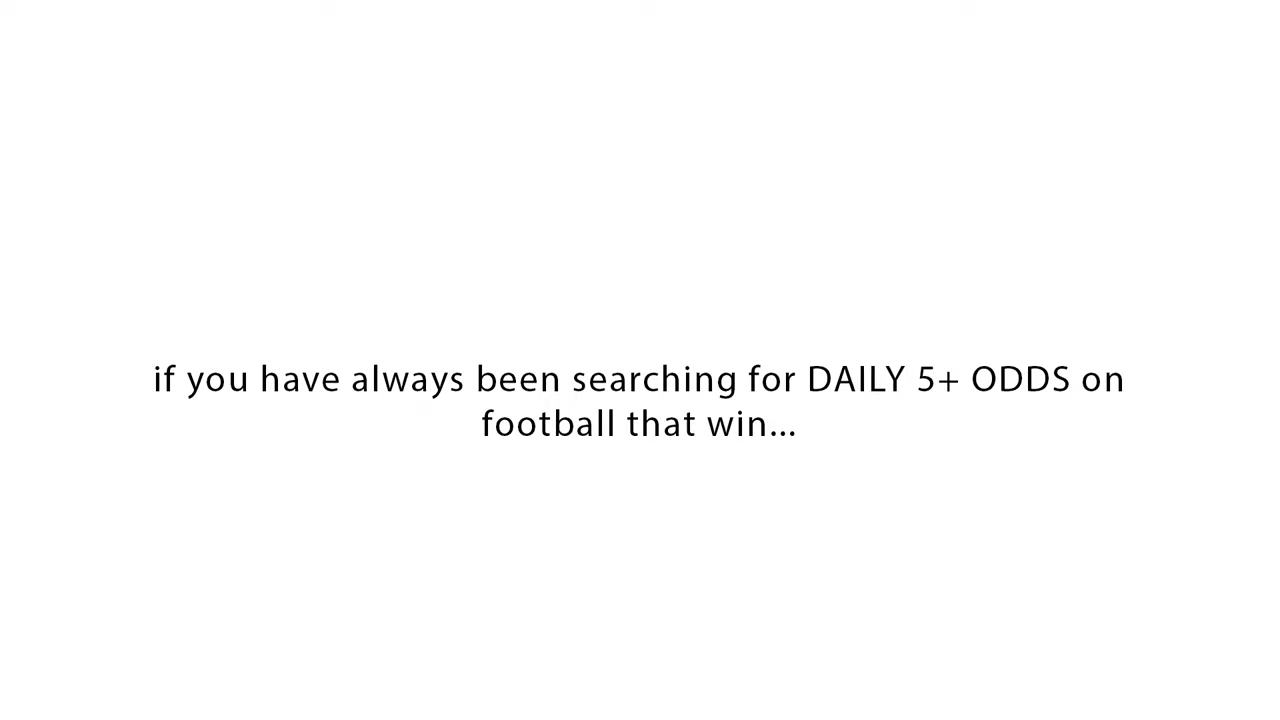 if you have always been searching for DAILY 5+ ODDS on
football that win...